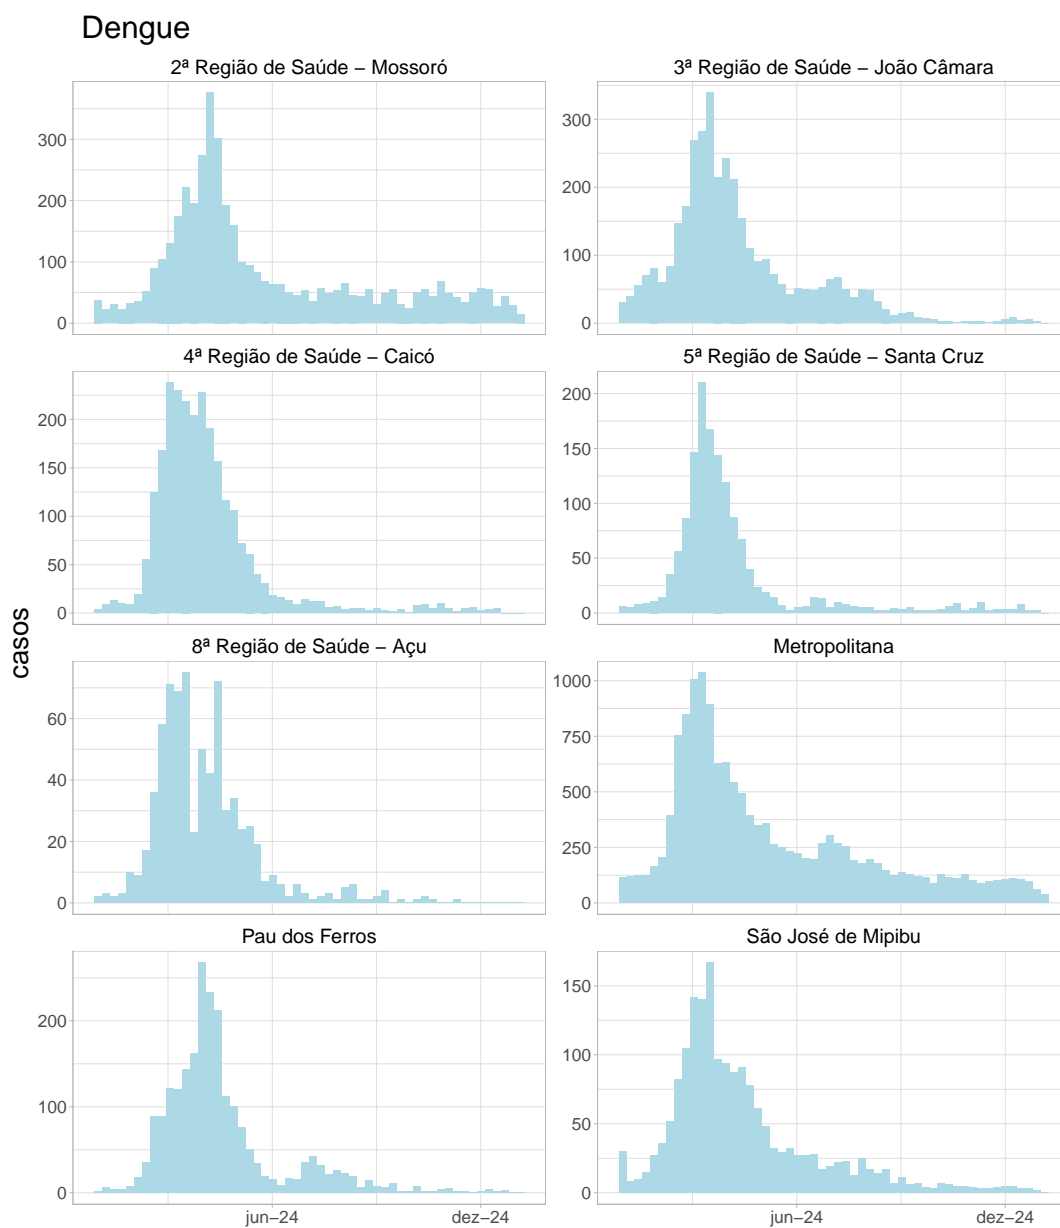 Dengue
2ª Região de Saúde – Mossoró
3ª Região de Saúde – João Câmara
300
200
100
0
300
200
100
0
4ª Região de Saúde – Caicó
5ª Região de Saúde – Santa Cruz
200
150
100
50
0
200
150
100
50
0
casos
8ª Região de Saúde – Açu
Metropolitana
60
40
20
0
1000
750
500
250
0
Pau dos Ferros
São José de Mipibu
200
100
0
150
100
50
0
jun−24
dez−24
jun−24
dez−24